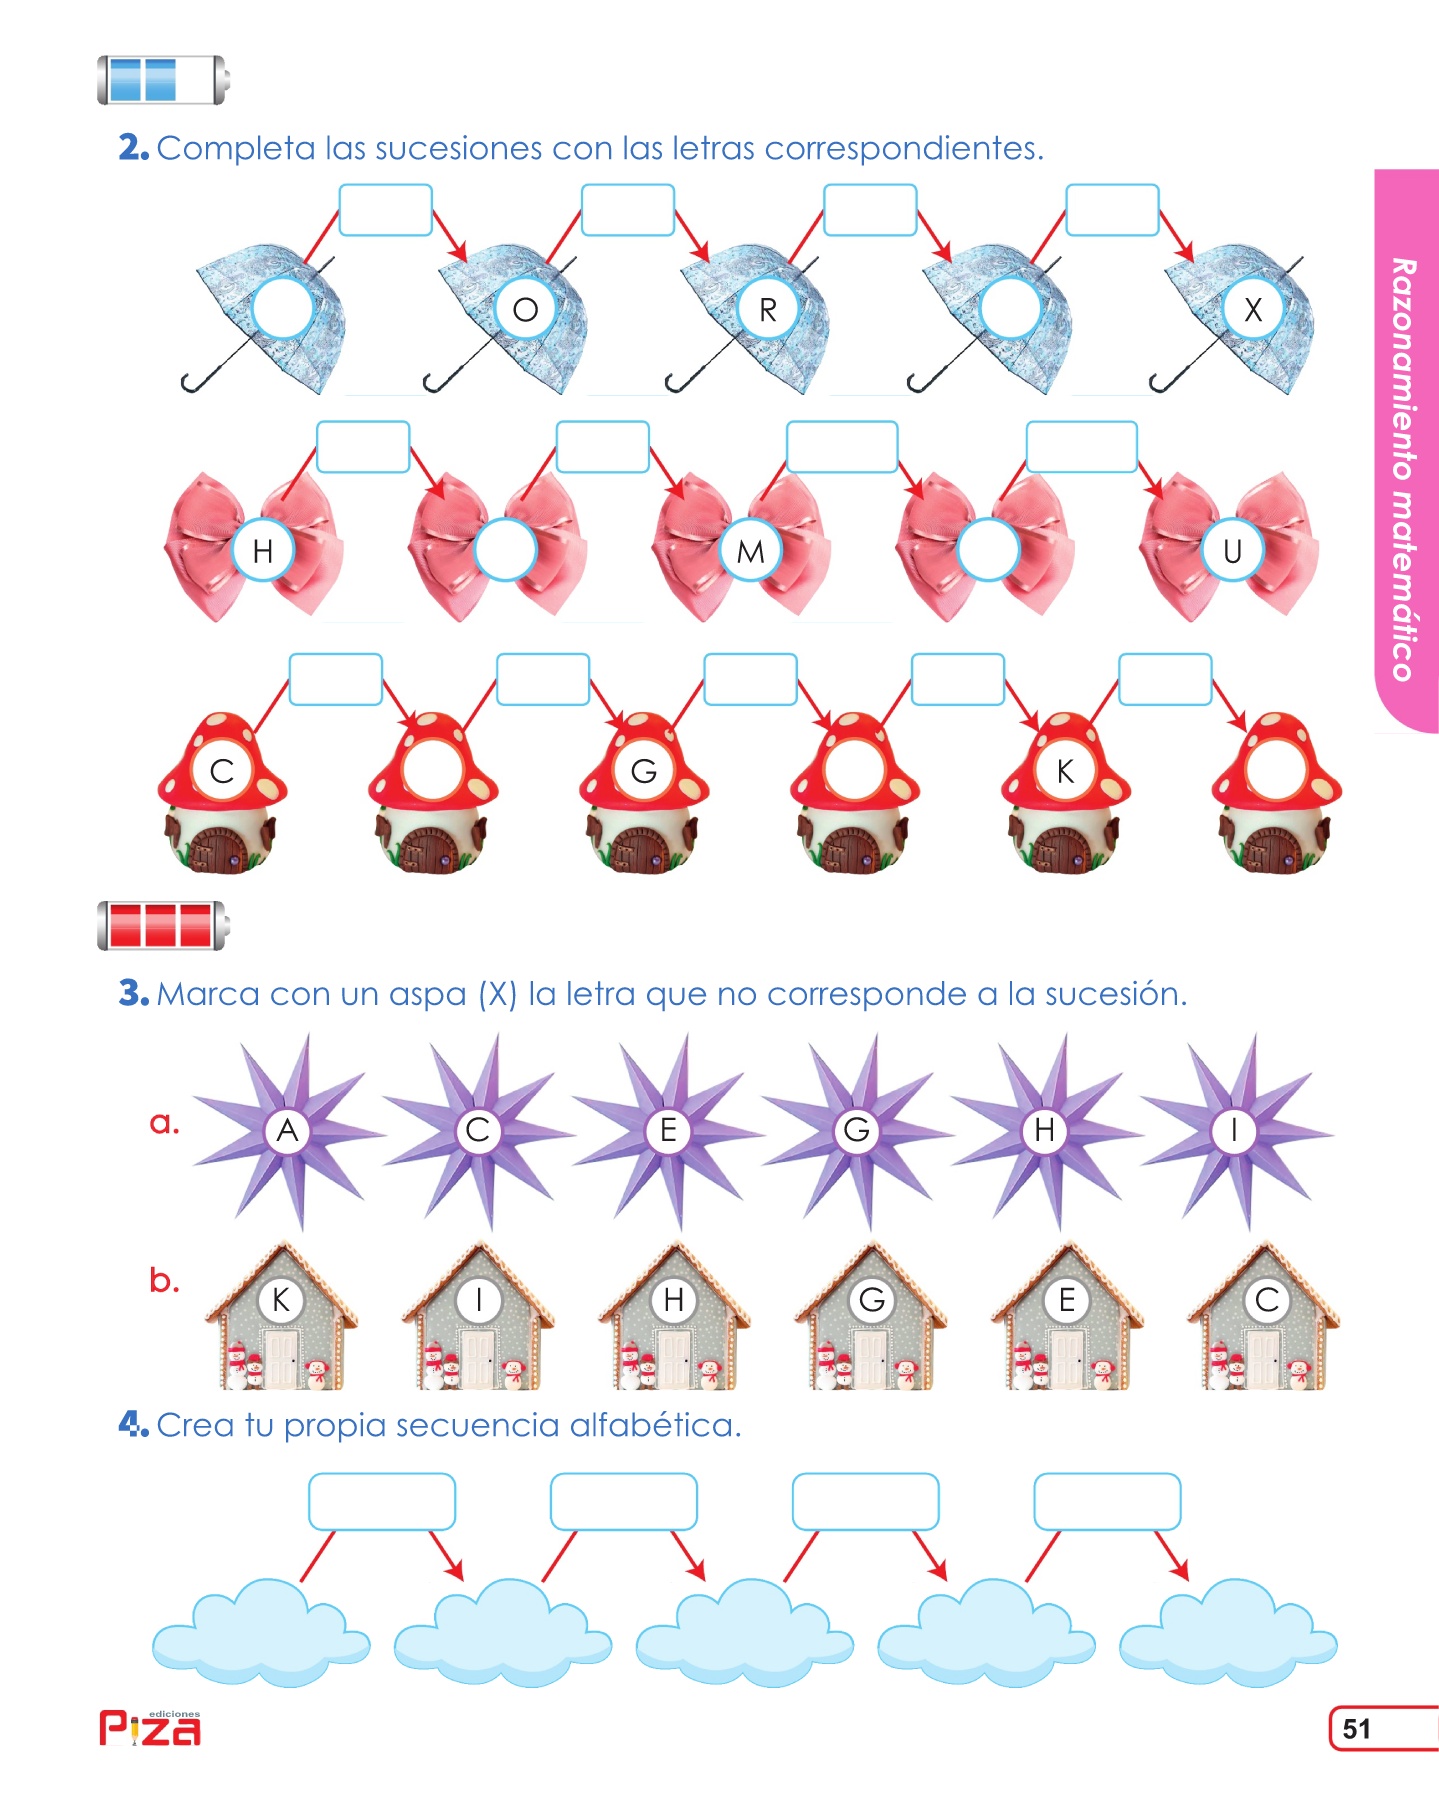 2. Completa las sucesiones con las letras correspondientes.
O R X
H M U
C G K
3. Marca con un aspa (X) la letra que no corresponde a la sucesión.
a. A C E G H I
b. K I H G E C
4. Crea tu propia secuencia alfabética.
Razonamiento matemático
ediciones
Piza
51